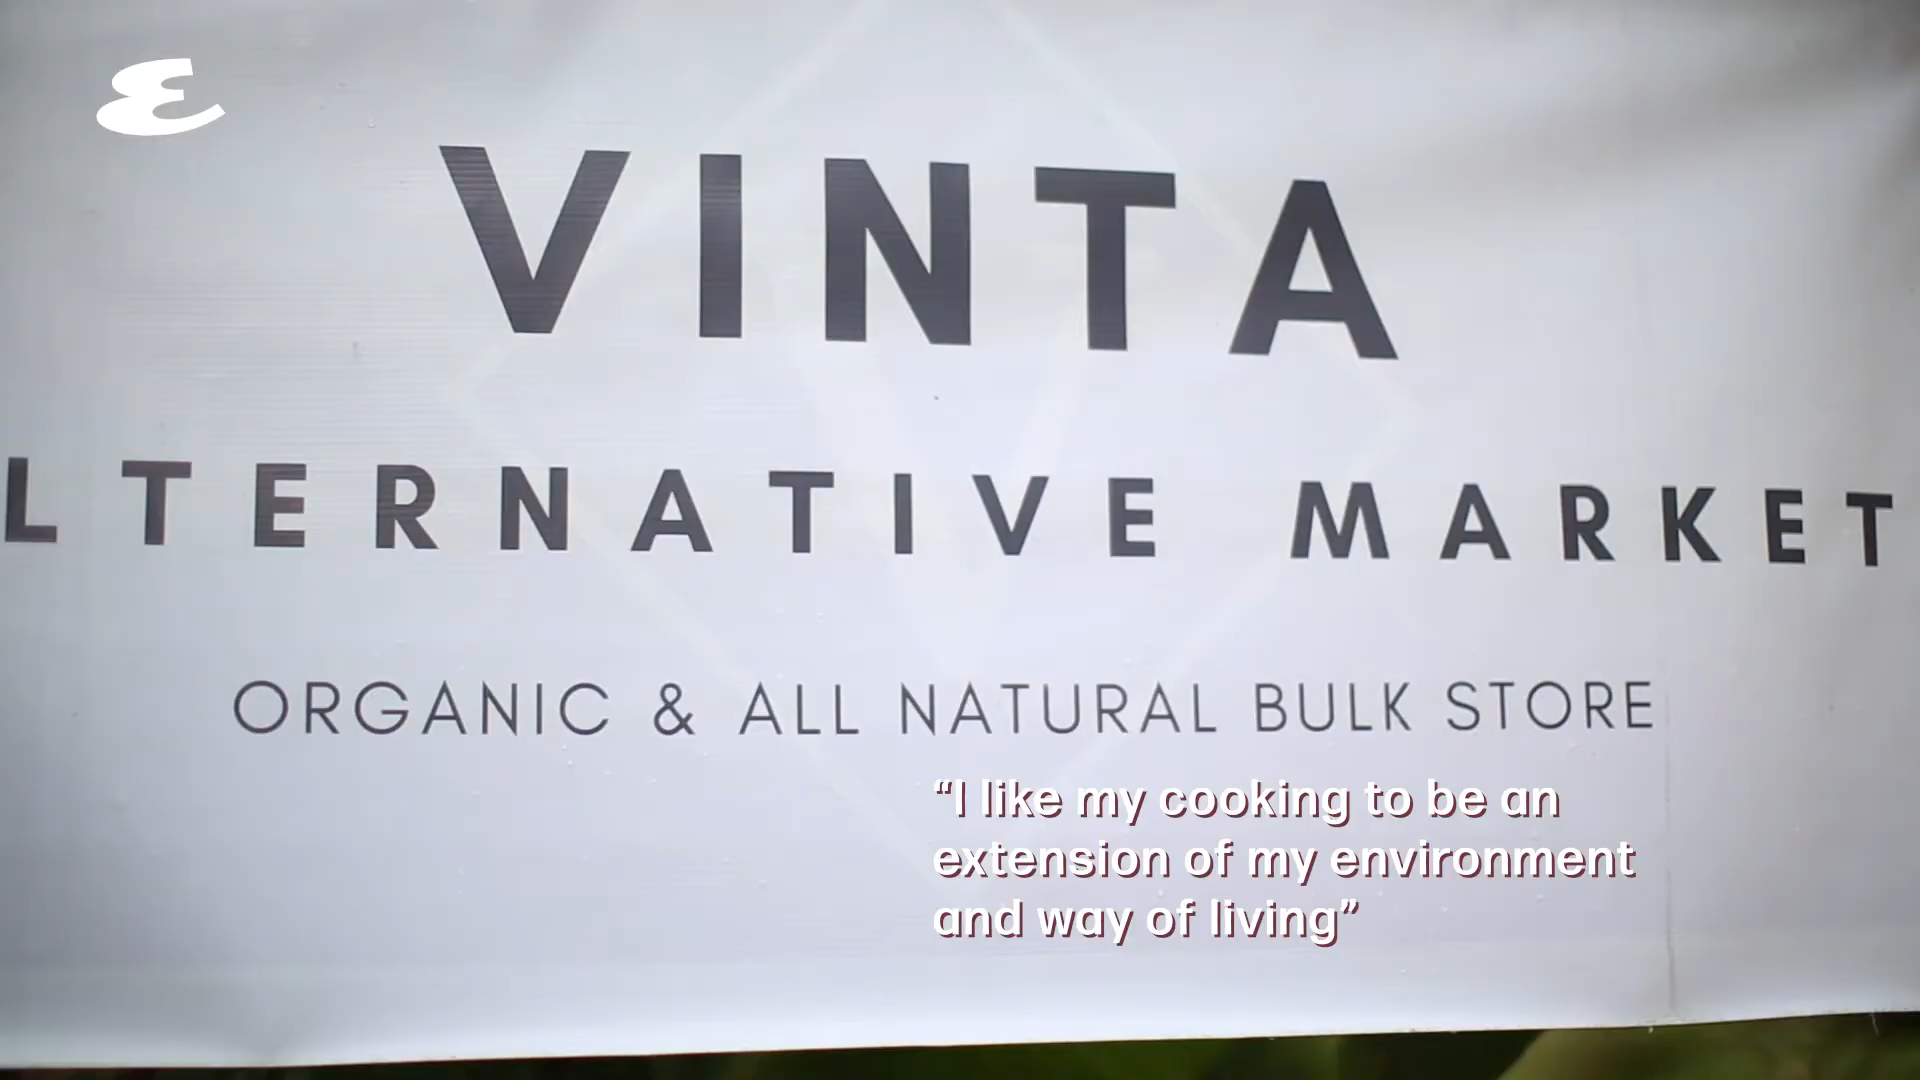 E
VINTA
LTERNATIVE MARKET
ORGANIC & ALL NATURAL BULK STORE
“I like my cooking to be an
extension of my environment
and way of living”